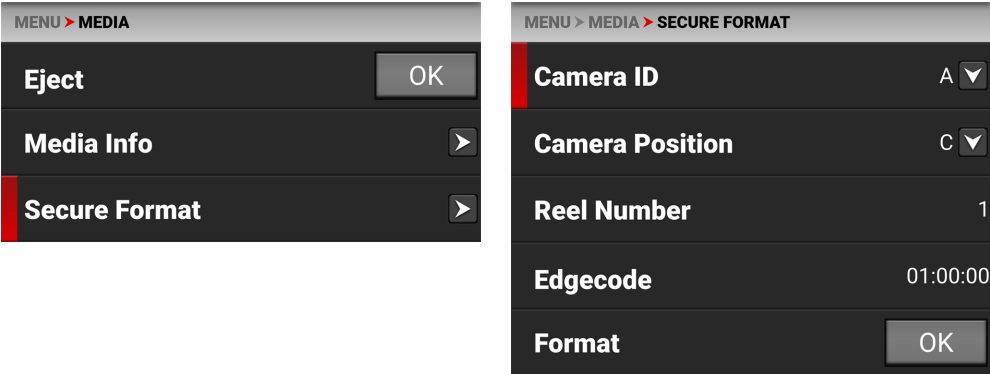 MENU > MEDIA
Eject OK
Media Info
Secure Format
MENU > MEDIA > SECURE FORMAT
Camera ID A
Camera Position C
Reel Number 1
Edgecode 01:00:00
Format OK